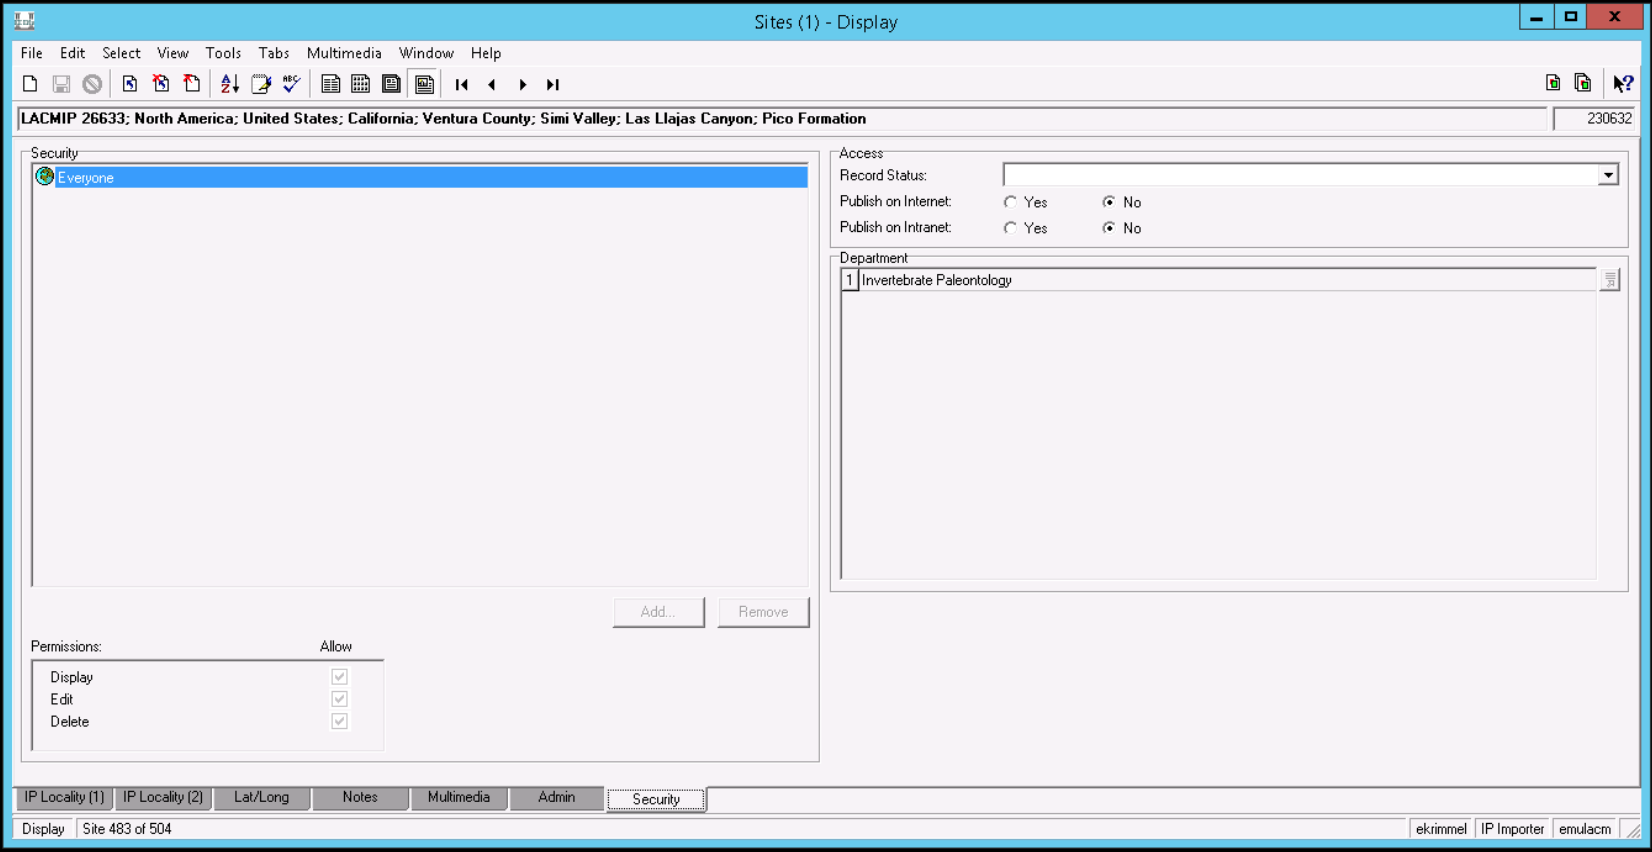 Sites (1) - Display
File Edit Select View Tools Tabs Multimedia Window Help
LACMIP 26633; North America; United States; California; Ventura County; Simi Valley; Las Llajas Canyon; Pico Formation
230632
Security
Everyone
Add...
Remove
Permissions: Allow
Display
Edit
Delete
Access
Record Status:
Publish on Internet: Yes No
Publish on Intranet: Yes No
Department
1 Invertebrate Paleontology
IP Locality (1) IP Locality (2) Lat/Long Notes Multimedia Admin Security
Display Site 483 of 504 ekrimmel IP Importer emulacm